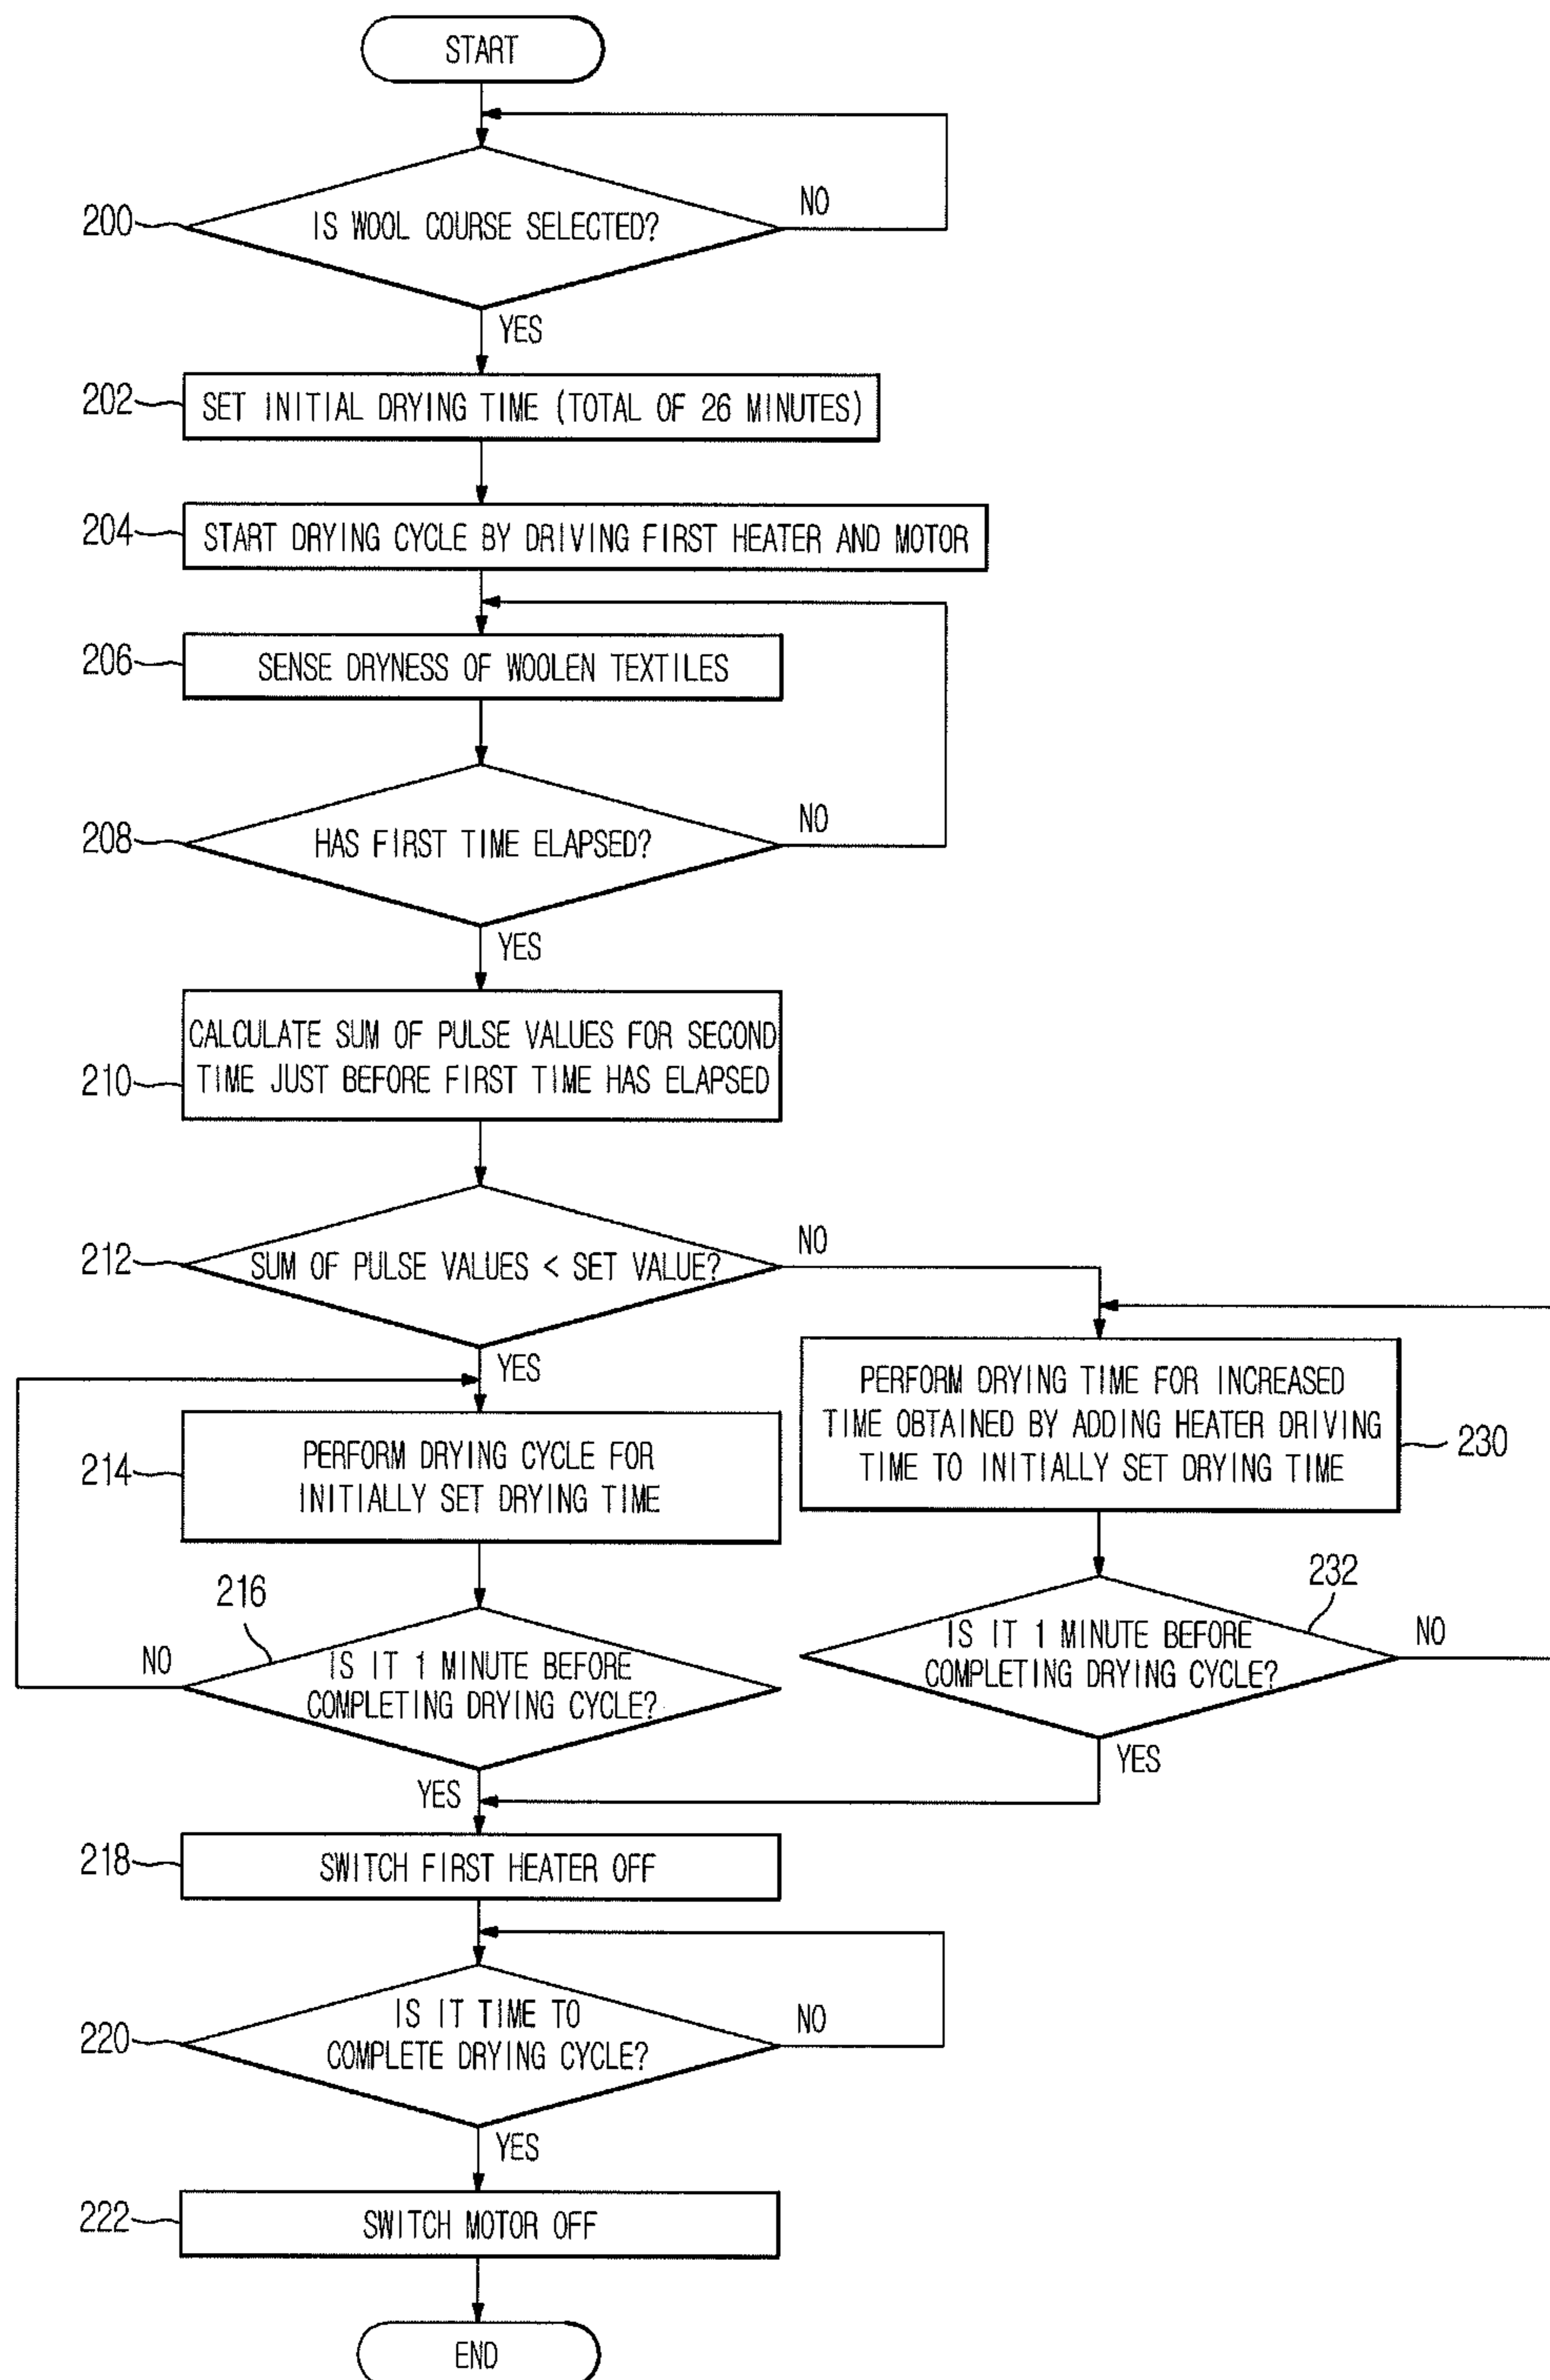 START
NO
200
IS WOOL COURSE SELECTED?
YES
202
SET INITIAL DRYING TIME (TOTAL OF 26 MINUTES)
204
START DRYING CYCLE BY DRIVING FIRST HEATER AND MOTOR
206
SENSE DRYNESS OF WOOLEN TEXTILES
NO
208
HAS FIRST TIME ELAPSED?
YES
CALCULATE SUM OF PULSE VALUES FOR SECOND
TIME JUST BEFORE FIRST TIME HAS ELAPSED
210
NO
212
SUM OF PULSE VALUES < SET VALUE?
YES
PERFORM DRYING CYCLE FOR
INITIALLY SET DRYING TIME
214
PERFORM DRYING TIME FOR INCREASED
TIME OBTAINED BY ADDING HEATER DRIVING
TIME TO INITIALLY SET DRYING TIME
230
216
NO
IS IT 1 MINUTE BEFORE
COMPLETING DRYING CYCLE?
YES
232
IS IT 1 MINUTE BEFORE
COMPLETING DRYING CYCLE?
NO
YES
218
SWITCH FIRST HEATER OFF
220
IS IT TIME TO
COMPLETE DRYING CYCLE?
NO
YES
222
SWITCH MOTOR OFF
END